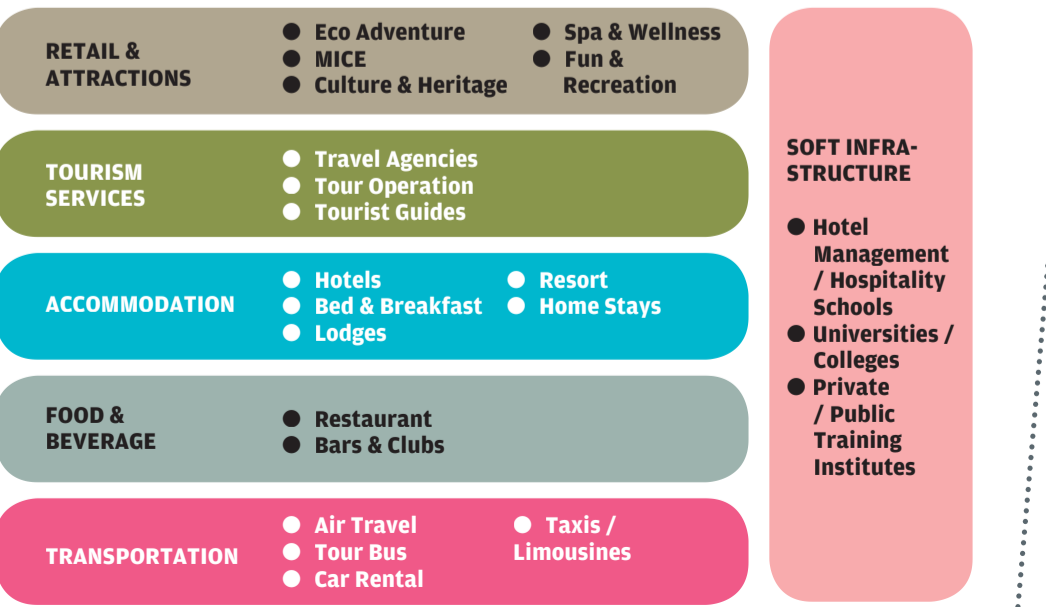 RETAIL &
ATTRACTIONS
● Eco Adventure
● MICE
● Culture & Heritage
● Spa & Wellness
● Fun &
Recreation
TOURISM
SERVICES
● Travel Agencies
● Tour Operation
● Tourist Guides
ACCOMMODATION
● Hotels
● Bed & Breakfast
● Lodges
● Resort
● Home Stays
FOOD &
BEVERAGE
● Restaurant
● Bars & Clubs
TRANSPORTATION
● Air Travel
● Tour Bus
● Car Rental
● Taxis /
Limousines
SOFT INFRA-
STRUCTURE
● Hotel
Management
/ Hospitality
Schools
● Universities /
Colleges
● Private
/ Public
Training
Institutes